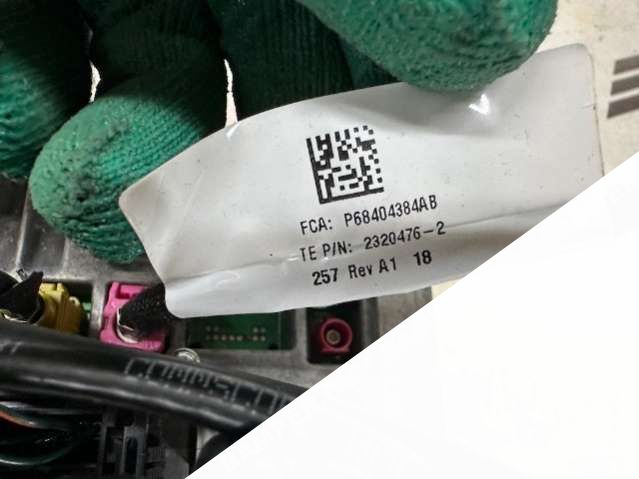 FCA: P68404384AB
TE P/N: 2320476-2
257 Rev A1 18